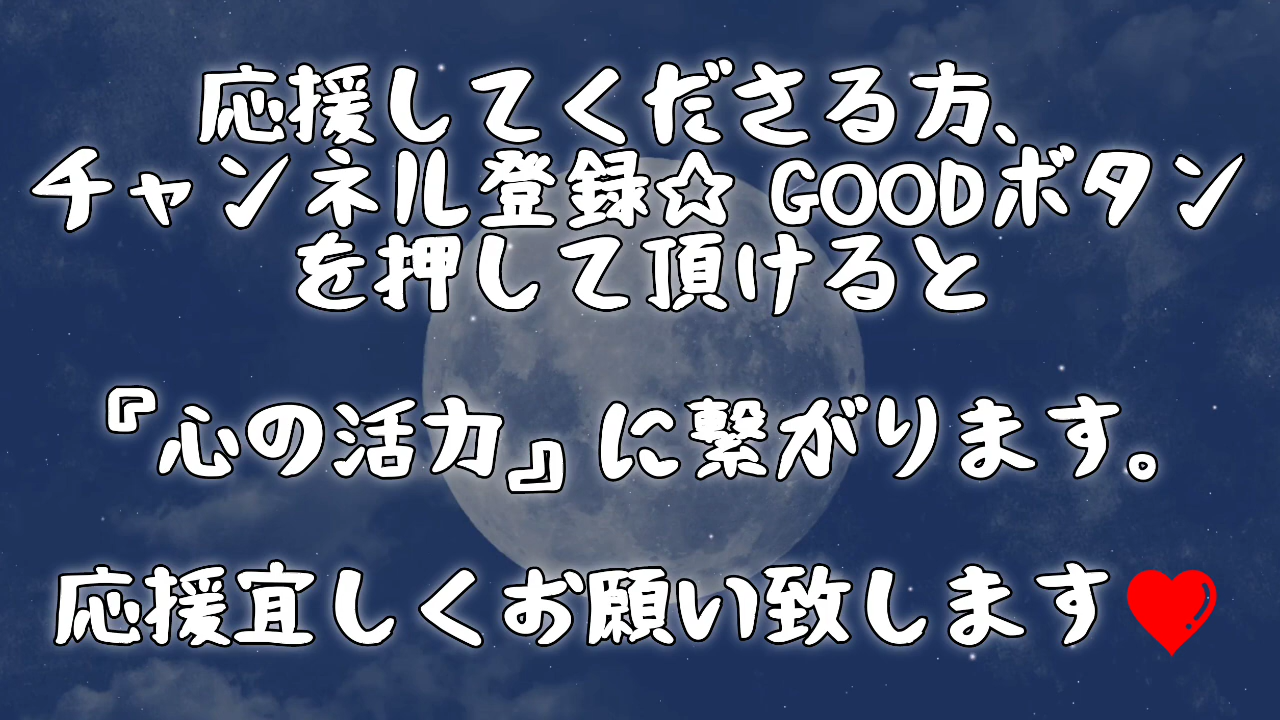 応援してくださる方、
チャンネル登録☆ GOODボタン
を押して頂けると
『心の活力』に繋がります。
応援宜しくお願い致します